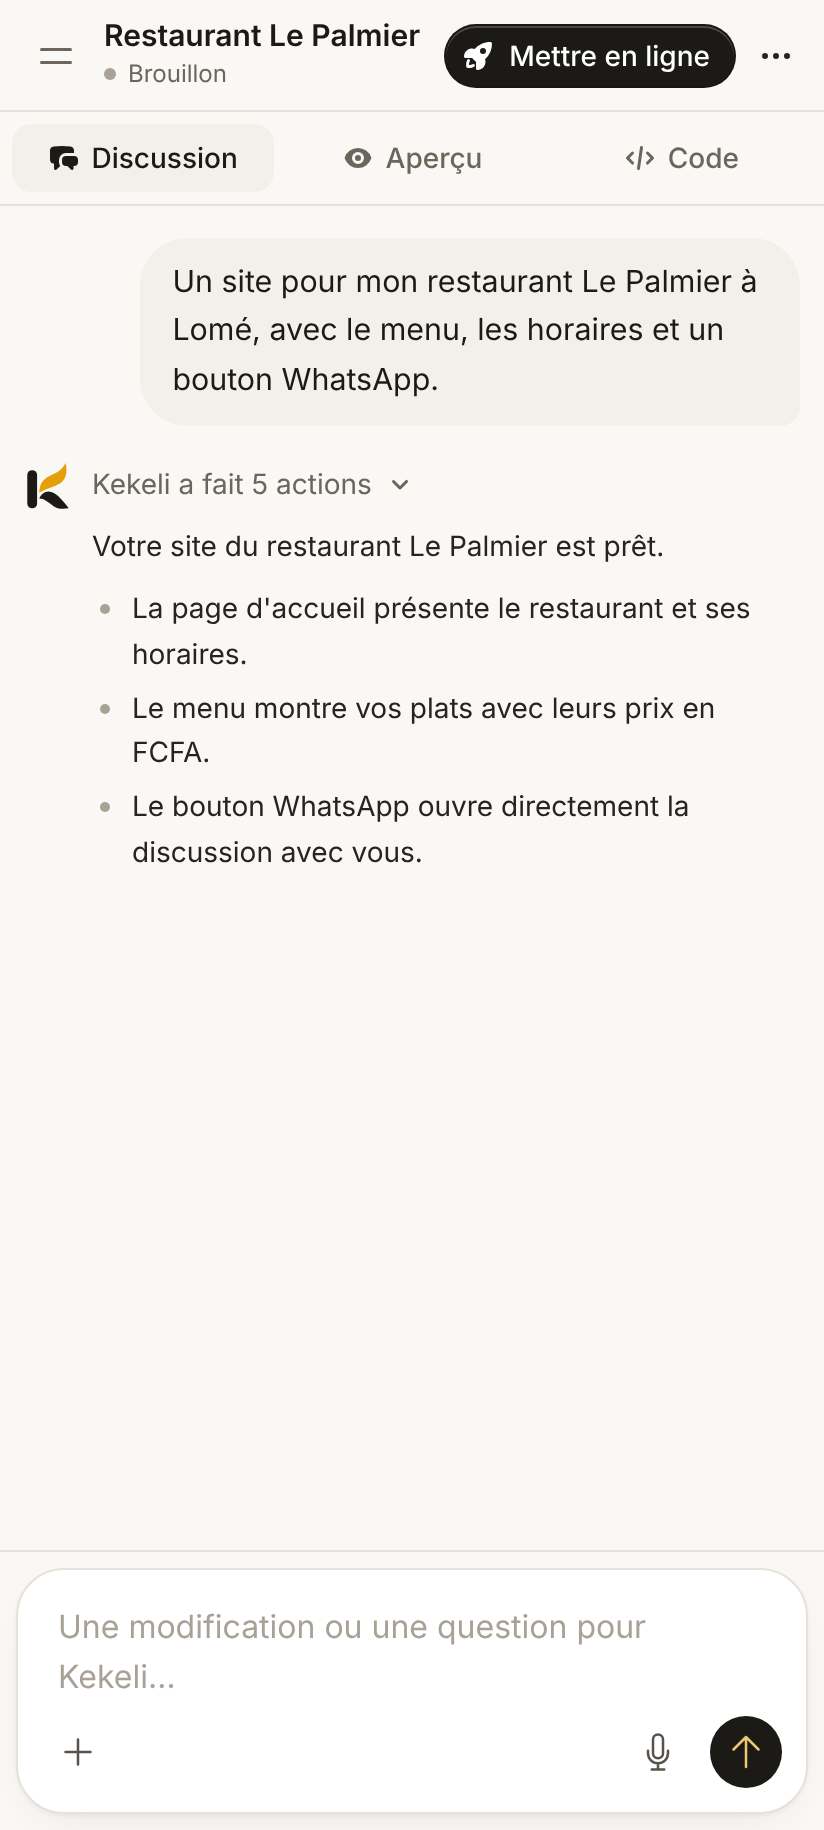 Restaurant Le Palmier
Brouillon
Mettre en ligne
Discussion
Aperçu
Code
Un site pour mon restaurant Le Palmier à
Lomé, avec le menu, les horaires et un
bouton WhatsApp.
Kekeli a fait 5 actions
Votre site du restaurant Le Palmier est prêt.
La page d'accueil présente le restaurant et ses
horaires.
Le menu montre vos plats avec leurs prix en
FCFA.
Le bouton WhatsApp ouvre directement la
discussion avec vous.
Une modification ou une question pour
Kekeli...